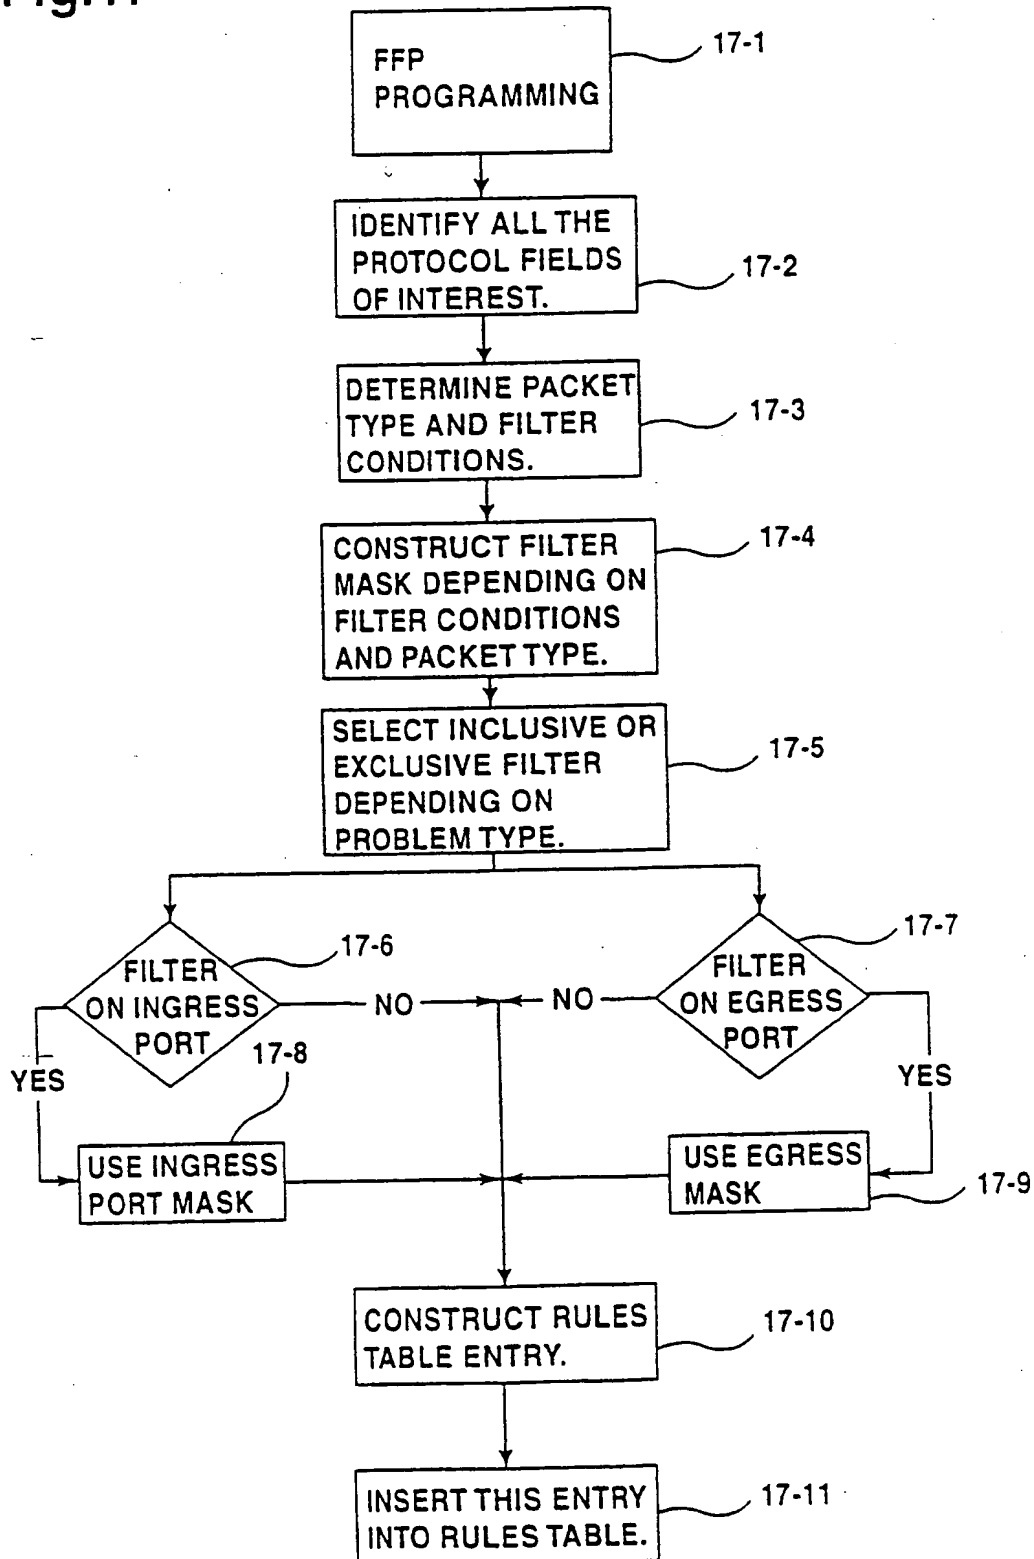 FFP
PROGRAMMING
17-1
IDENTIFY ALL THE
PROTOCOL FIELDS
OF INTEREST.
17-2
DETERMINE PACKET
TYPE AND FILTER
CONDITIONS.
17-3
CONSTRUCT FILTER
MASK DEPENDING ON
FILTER CONDITIONS
AND PACKET TYPE.
17-4
SELECT INCLUSIVE OR
EXCLUSIVE FILTER
DEPENDING ON
PROBLEM TYPE.
17-5
FILTER
ON INGRESS
PORT
17-6
NO
NO
FILTER
ON EGRESS
PORT
17-7
YES
17-8
YES
USE INGRESS
PORT MASK
USE EGRESS
MASK
17-9
CONSTRUCT RULES
TABLE ENTRY.
17-10
INSERT THIS ENTRY
INTO RULES TABLE.
17-11